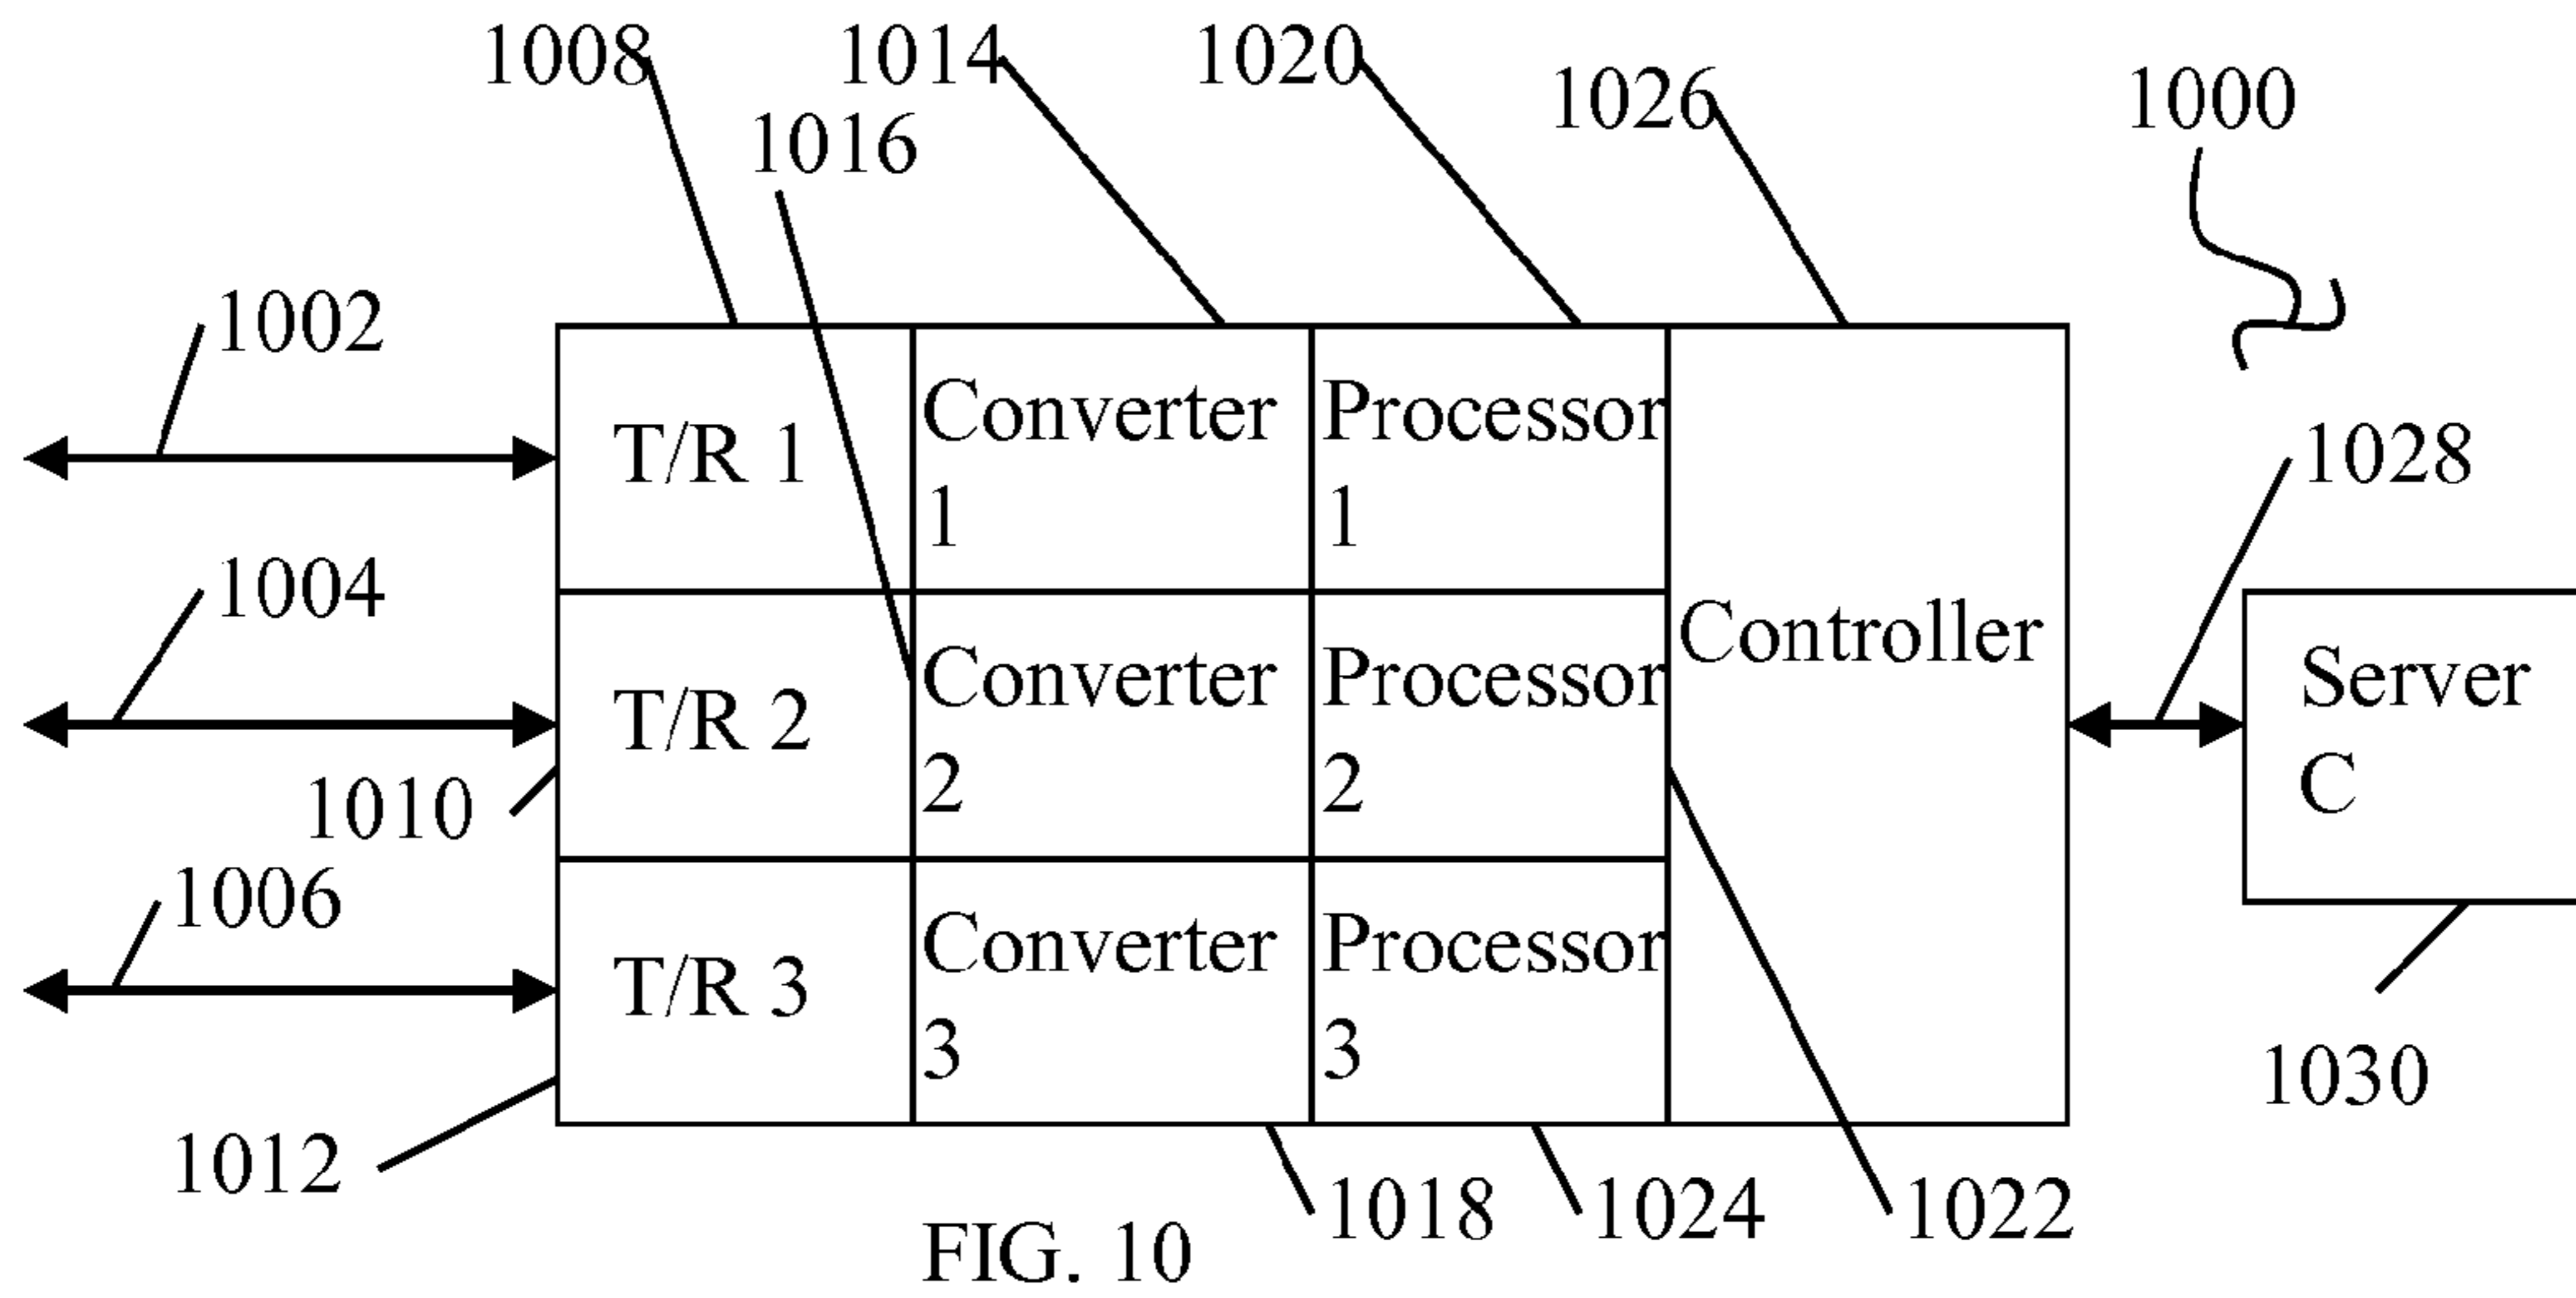 1008
1014
1020
1026
1000
1016
1002
1028
1004
1010
1006
1012
T/R 1
Converter
1
Processor
1
T/R 2
Converter
2
Processor
2
T/R 3
Converter
3
Processor
3
Controller
Server
C
1030
1018
1024
1022
FIG. 10